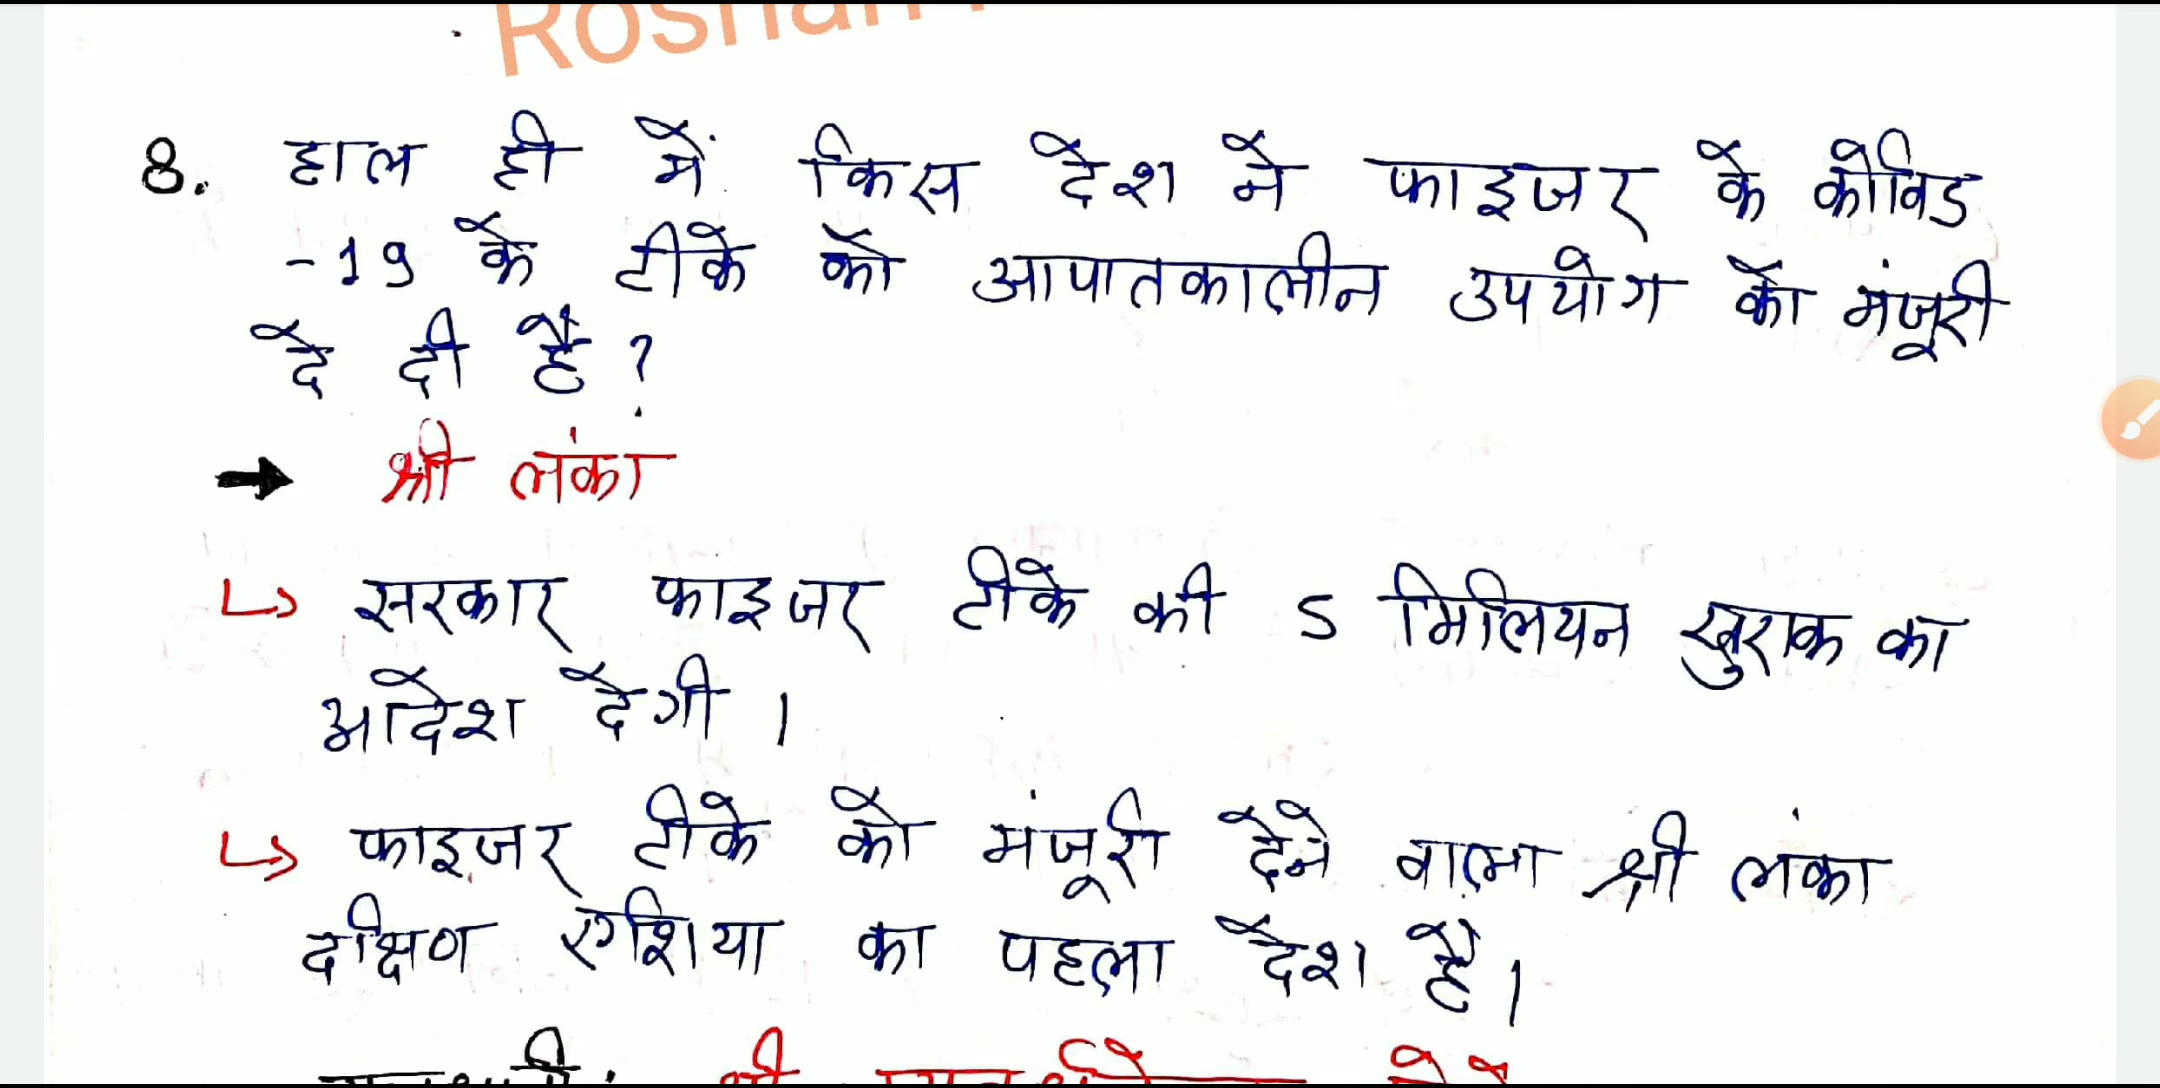 8. हाल ही में किस देश ने फाइजर के कोविड
-19 के टीके को आपातकालीन उपयोग को मंजूरी
दे दी है?
→ श्री लंका
↳ सरकार फाइजर टीके की 5 मिलियन खुराक का
आदेश देगी ।
↳ फाइजर टीके को मंजूरी देने वाला श्री लंका
दक्षिण एशिया का पहला देश है ।